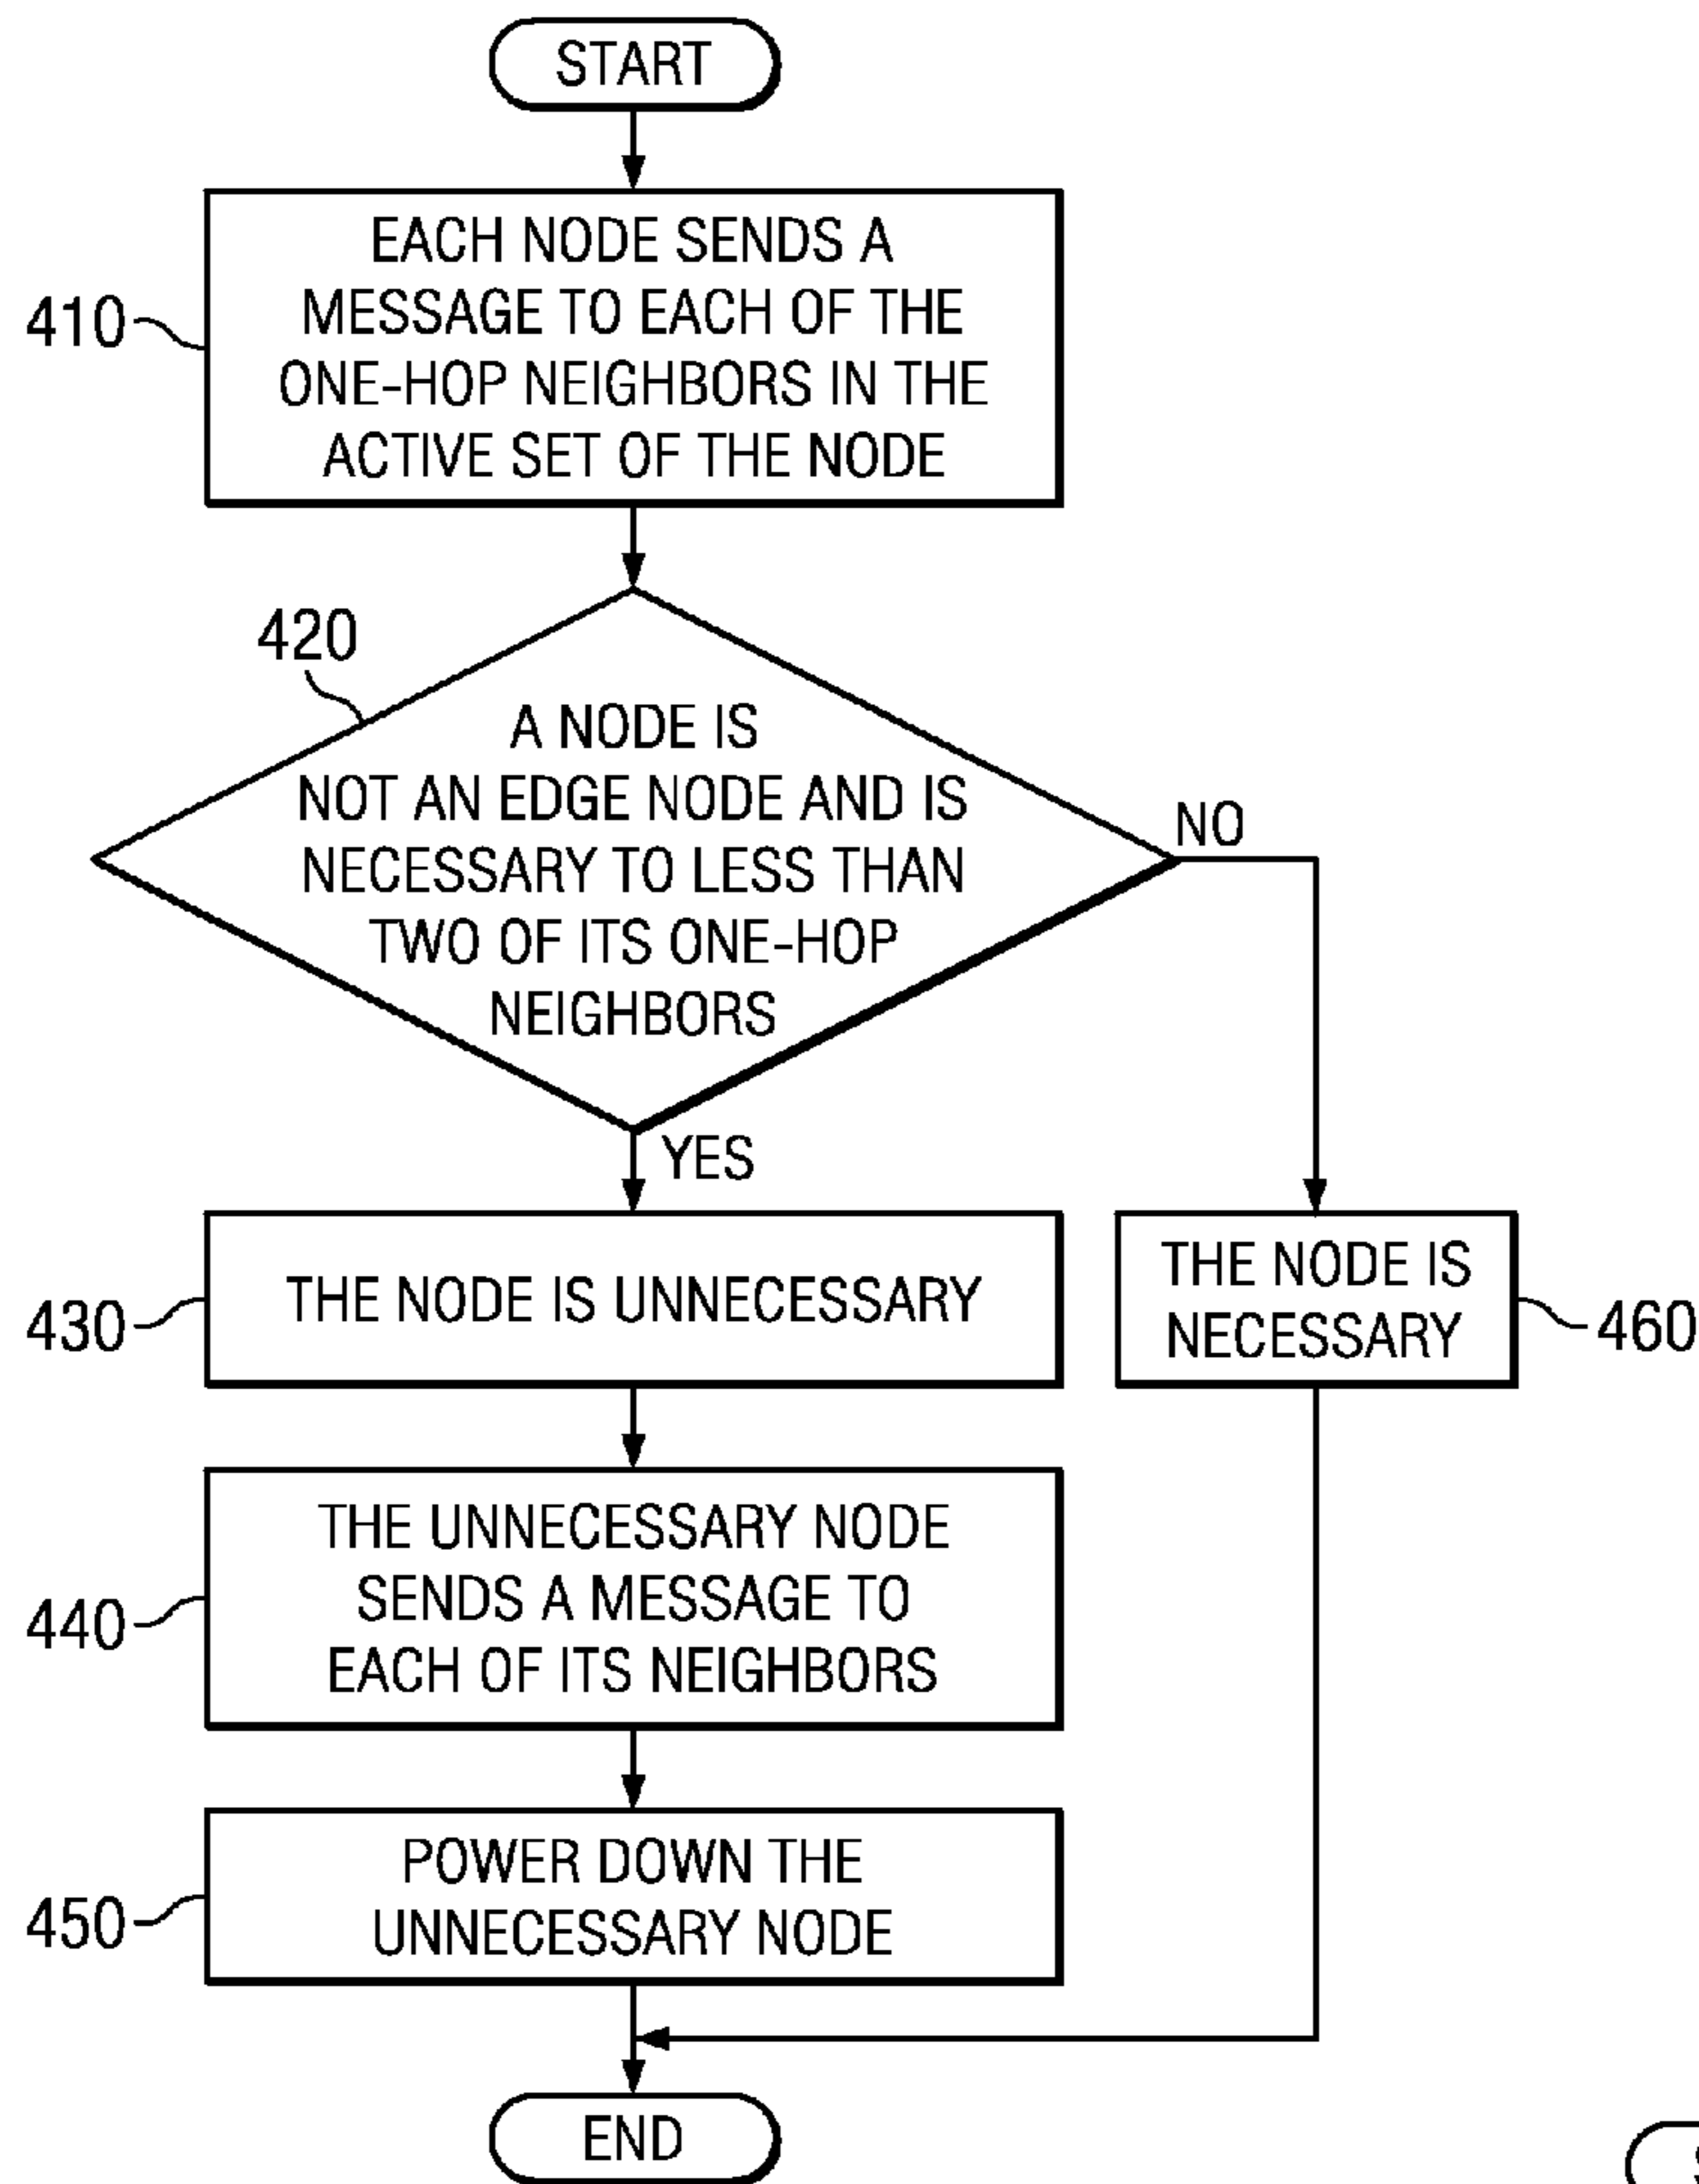 START
410
EACH NODE SENDS A
MESSAGE TO EACH OF THE
ONE-HOP NEIGHBORS IN THE
ACTIVE SET OF THE NODE
420
A NODE IS
NOT AN EDGE NODE AND IS
NECESSARY TO LESS THAN
TWO OF ITS ONE-HOP
NEIGHBORS
NO
YES
430
THE NODE IS UNNECESSARY
THE NODE IS
NECESSARY
460
440
THE UNNECESSARY NODE
SENDS A MESSAGE TO
EACH OF ITS NEIGHBORS
450
POWER DOWN THE
UNNECESSARY NODE
END